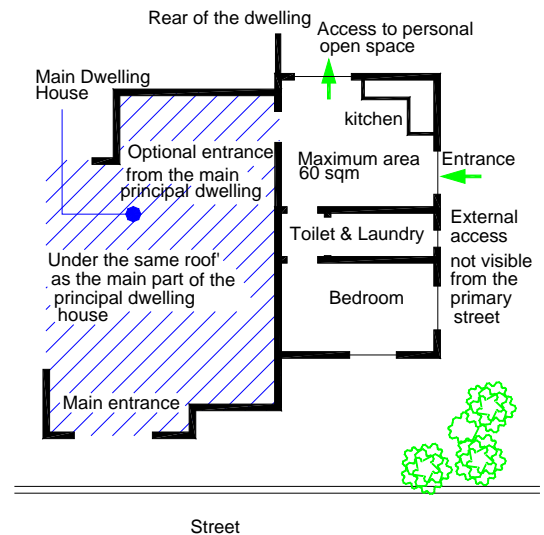 Rear of the dwelling
Access to personal
open space
Main Dwelling
House
kitchen
Optional entrance
from the main
principal dwelling
Maximum area
60 sqm
Entrance
Toilet & Laundry
External
access
not visible
from the
primary
street
Under the same roof'
as the main part of the
principal dwelling
house
Bedroom
Main entrance
Street